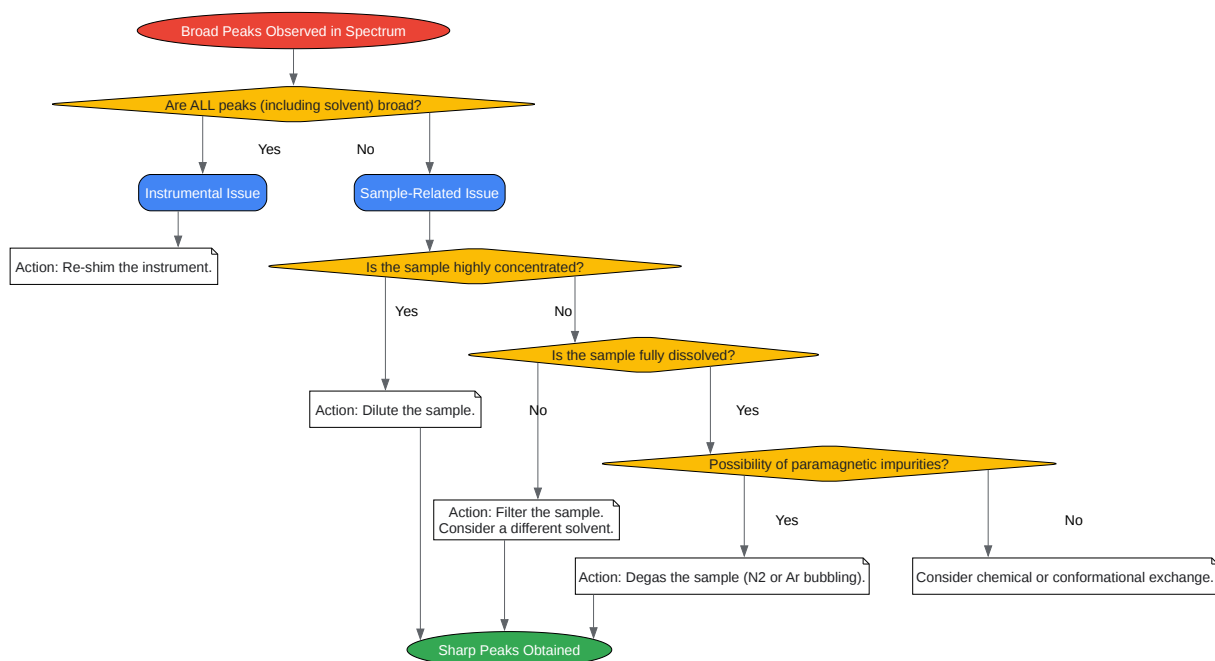 Broad Peaks Observed in Spectrum
Are ALL peaks (including solvent) broad?
Yes
No
Instrumental Issue
Sample-Related Issue
Action: Re-shim the instrument.
Is the sample highly concentrated?
Yes
No
Is the sample fully dissolved?
Action: Dilute the sample.
No
Yes
Possibility of paramagnetic impurities?
Action: Filter the sample.
Consider a different solvent.
Yes
No
Action: Degas the sample (N2 or Ar bubbling).
Consider chemical or conformational exchange.
Sharp Peaks Obtained